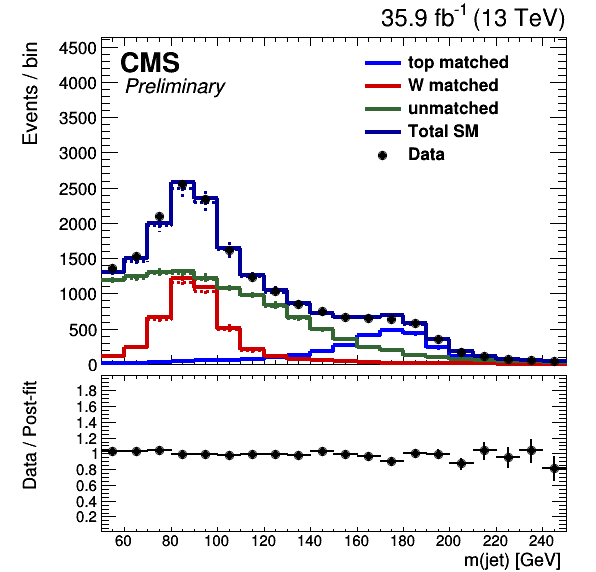 35.9 fb-1 (13 TeV)
CMS
Preliminary
top matched
W matched
unmatched
Total SM
Data
Events / bin
4500
4000
3500
3000
2500
2000
1500
1000
500
0
Data / Post-fit
1.8
1.6
1.4
1.2
1
0.8
0.6
0.4
0.2
60 80 100 120 140 160 180 200 220 240
m(jet) [GeV]